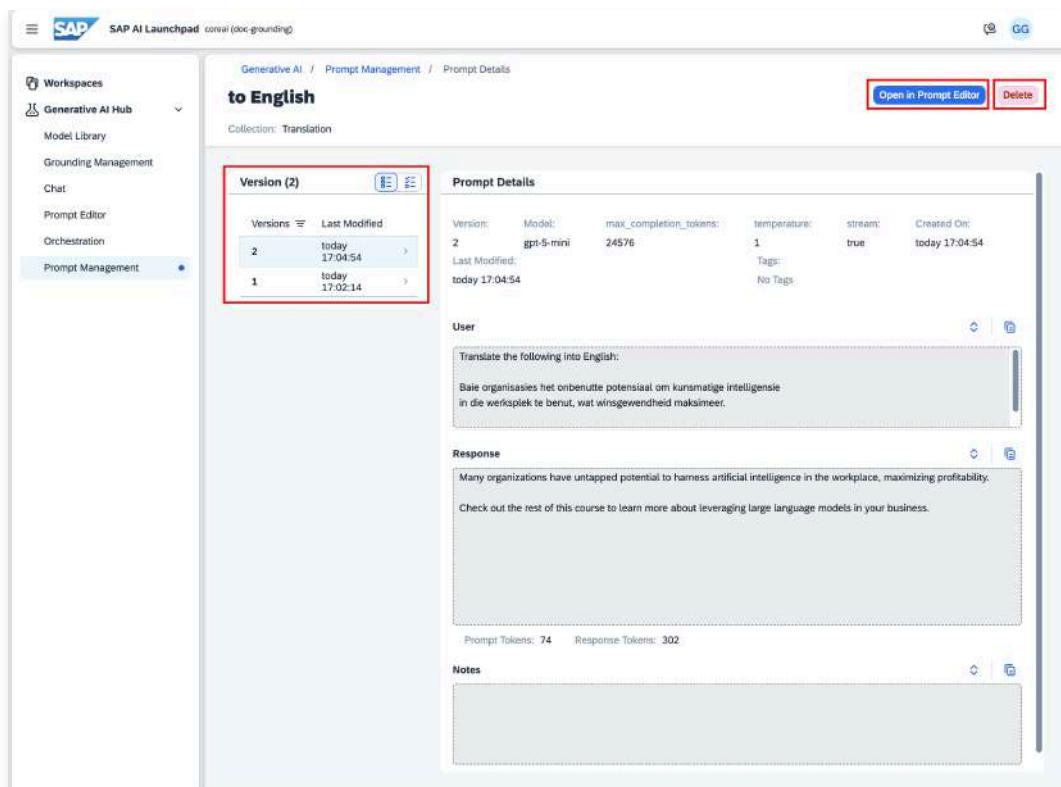 SAP SAP AI Launchpad coreai (doc-grounding) GG
Workspaces
Generative AI Hub
Model Library
Grounding Management
Chat
Prompt Editor
Orchestration
Prompt Management
Generative AI / Prompt Management / Prompt Details
to English
Open in Prompt Editor Delete
Collection: Translation
Version (2)
Versions Last Modified
2 today
17:04:54
1 today
17:02:14
Prompt Details
Version: Model: max_completion_tokens: temperature: stream: Created On:
2 gpt-5-mini 24576 1 true today 17:04:54
Last Modified: Tags:
today 17:04:54 No Tags
User
Translate the following into English:
Baie organisasies het onbenutte potensiaal om kunsmatige intelligensie
in die werksplek te benut, wat winsgewendheid maksimeer.
Response
Many organizations have untapped potential to harness artificial intelligence in the workplace, maximizing profitability.
Check out the rest of this course to learn more about leveraging large language models in your business.
Prompt Tokens: 74 Response Tokens: 302
Notes